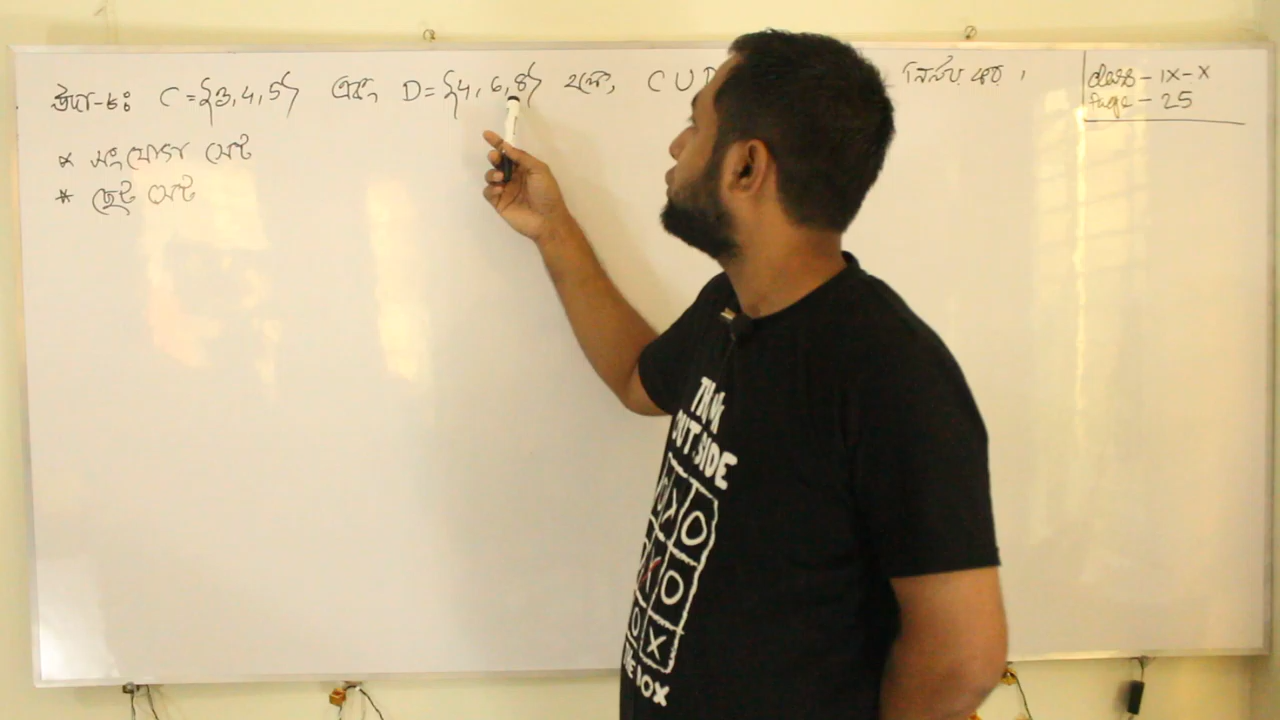 উদা-৮ঃ C={3,4,5} এবং D={4,6,8} হলে, C U D নির্ণয় কর।
* সংযোগ সেট
* ছেদ সেট
class - IX-X
Page - 25
THINK
OUTSIDE
THE BOX